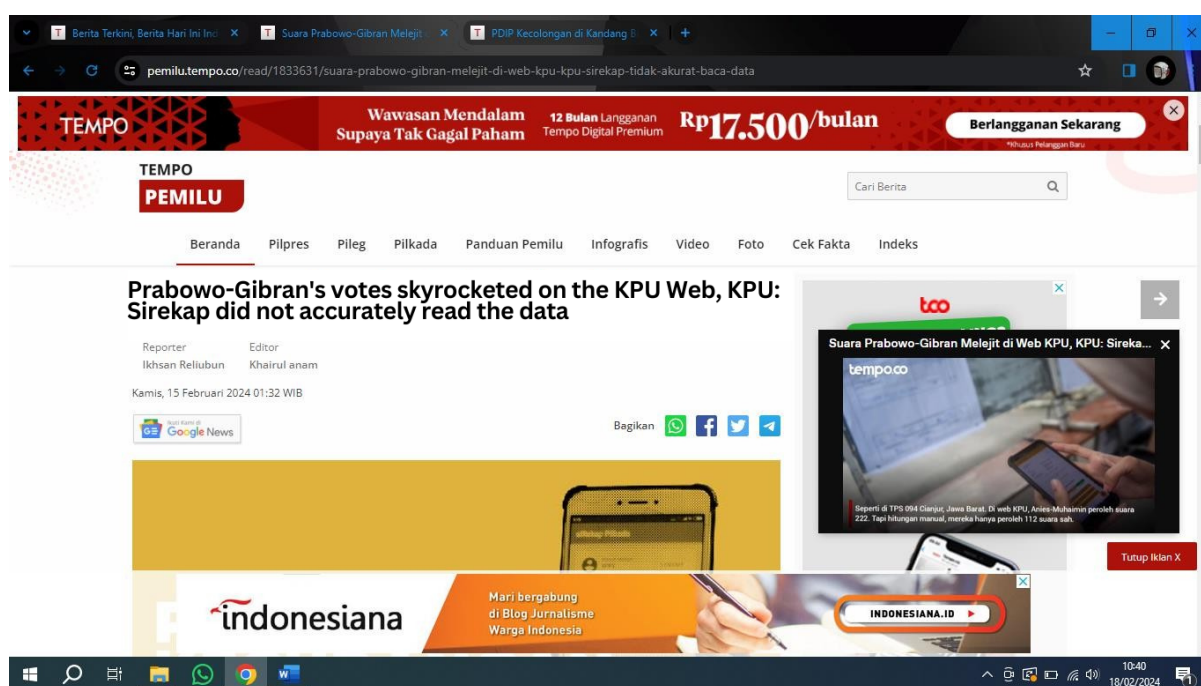 Berita Terkini, Berita Hari Ini Ind
Suara Prabowo-Gibran Melejit
PDIP Kecolongan di Kandang B
pemilu.tempo.co/read/1833631/suara-prabowo-gibran-melejit-di-web-kpu-kpu-sirekap-tidak-akurat-baca-data
TEMPO
Wawasan Mendalam
Supaya Tak Gagal Paham
12 Bulan Langganan
Tempo Digital Premium
Rp17.500/bulan
Berlangganan Sekarang
*Khusus Pelanggan Baru
TEMPO
PEMILU
Cari Berita
Beranda Pilpres Pileg Pilkada Panduan Pemilu Infografis Video Foto Cek Fakta Indeks
Prabowo-Gibran's votes skyrocketed on the KPU Web, KPU:
Sirekap did not accurately read the data
Reporter Editor
Ikhsan Reliubun Khairul anam
Kamis, 15 Februari 2024 01:32 WIB
Ikuti Kami di
Google News
Bagikan
tco
Suara Prabowo-Gibran Melejit di Web KPU, KPU: Sireka...
tempo.co
Seperti di TPS 094 Cianjur, Jawa Barat. Di web KPU, Anies-Muhaimin peroleh suara
222. Tapi hitungan manual, mereka hanya peroleh 112 suara sah.
Tutup Iklan X
indonesiana
Mari bergabung
di Blog Jurnalisme
Warga Indonesia
INDONESIANA.ID
10:40
18/02/2024